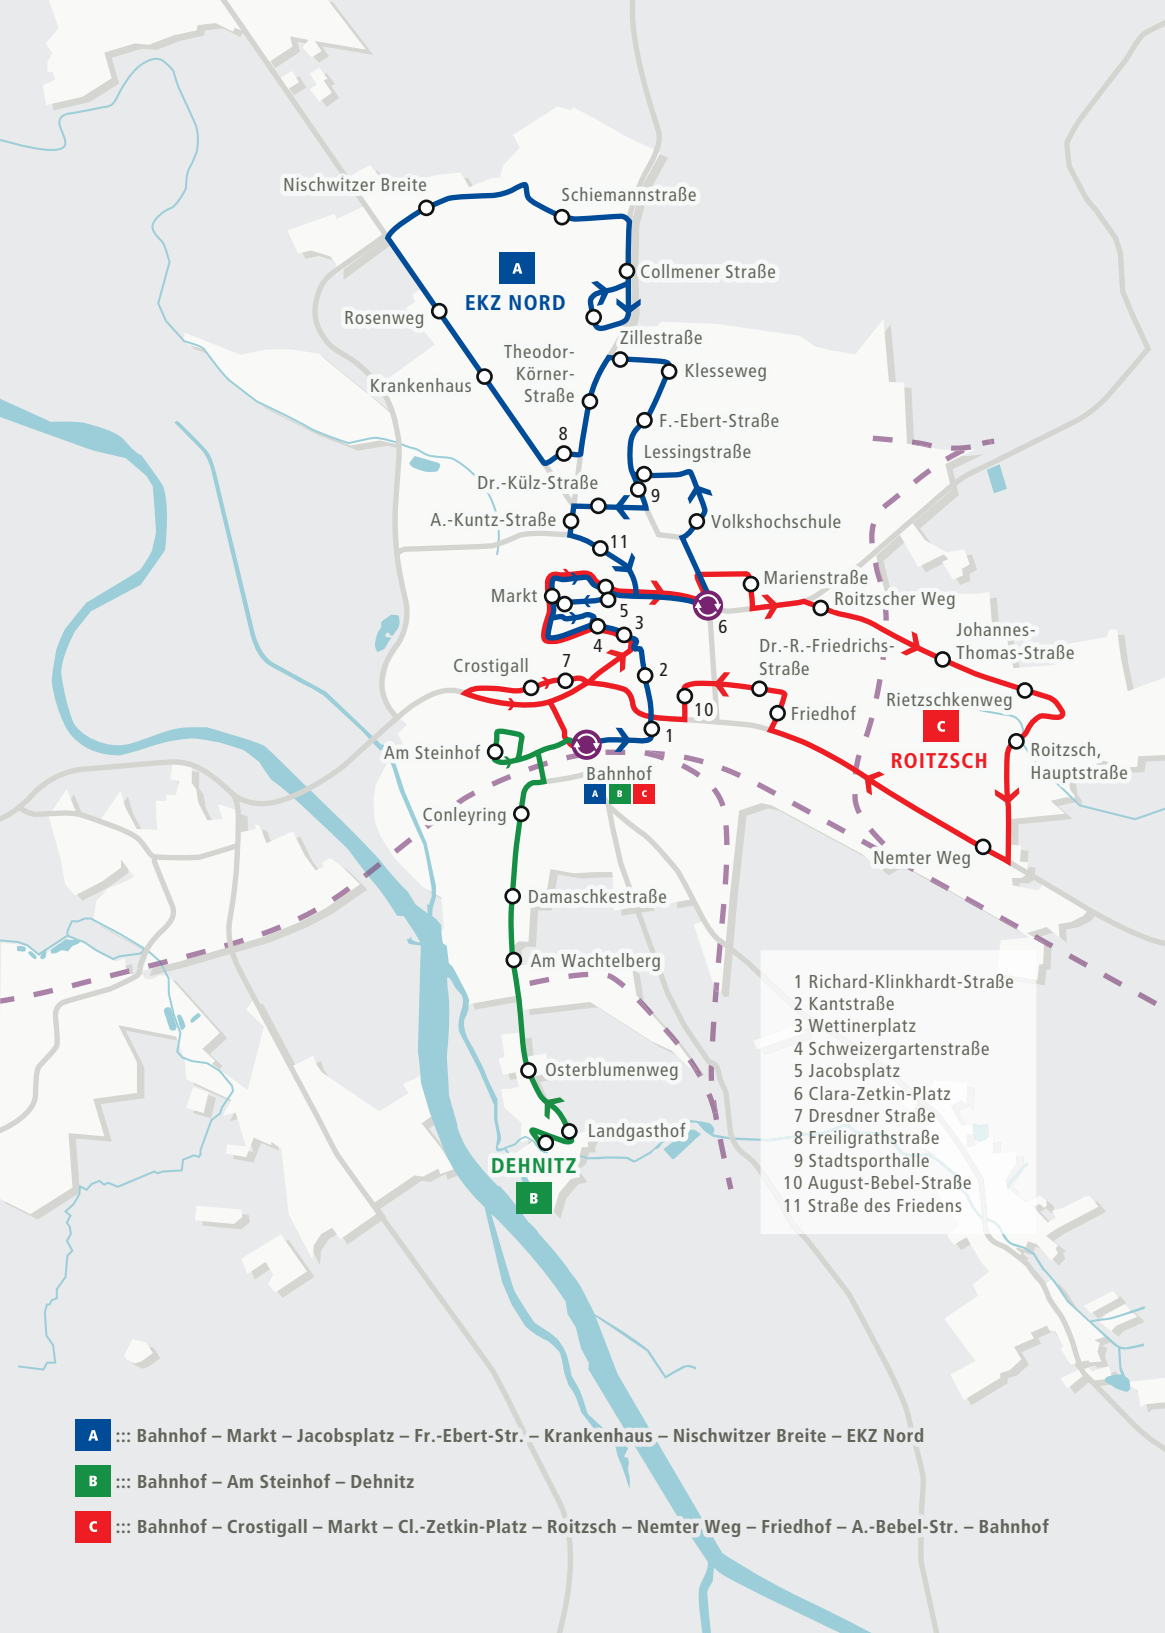 Nischwitzer Breite
Schiemannstraße
A
EKZ NORD
Collmener Straße
Rosenweg
Zillestraße
Theodor-
Körner-
Straße
Krankenhaus
Klesseweg
F.-Ebert-Straße
8
Lessingstraße
Dr.-Külz-Straße
9
A.-Kuntz-Straße
Volkshochschule
11
Marienstraße
Markt
Roitzscher Weg
5
6
3
4
Johannes-
Thomas-Straße
Dr.-R.-Friedrichs-
Straße
Crostigall
7
2
Rietzschkenweg
10
Friedhof
C
ROITZSCH
1
Am Steinhof
Roitzsch,
Hauptstraße
Bahnhof
A B C
Conleyring
Nemter Weg
Damaschkestraße
Am Wachtelberg
1 Richard-Klinkhardt-Straße
2 Kantstraße
3 Wettinerplatz
4 Schweizergartenstraße
5 Jacobsplatz
6 Clara-Zetkin-Platz
7 Dresdner Straße
8 Freiligrathstraße
9 Stadtsporthalle
10 August-Bebel-Straße
11 Straße des Friedens
Osterblumenweg
Landgasthof
DEHNITZ
B
A ::: Bahnhof – Markt – Jacobsplatz – Fr.-Ebert-Str. – Krankenhaus – Nischwitzer Breite – EKZ Nord
B ::: Bahnhof – Am Steinhof – Dehnitz
C ::: Bahnhof – Crostigall – Markt – Cl.-Zetkin-Platz – Roitzsch – Nemter Weg – Friedhof – A.-Bebel-Str. – Bahnhof